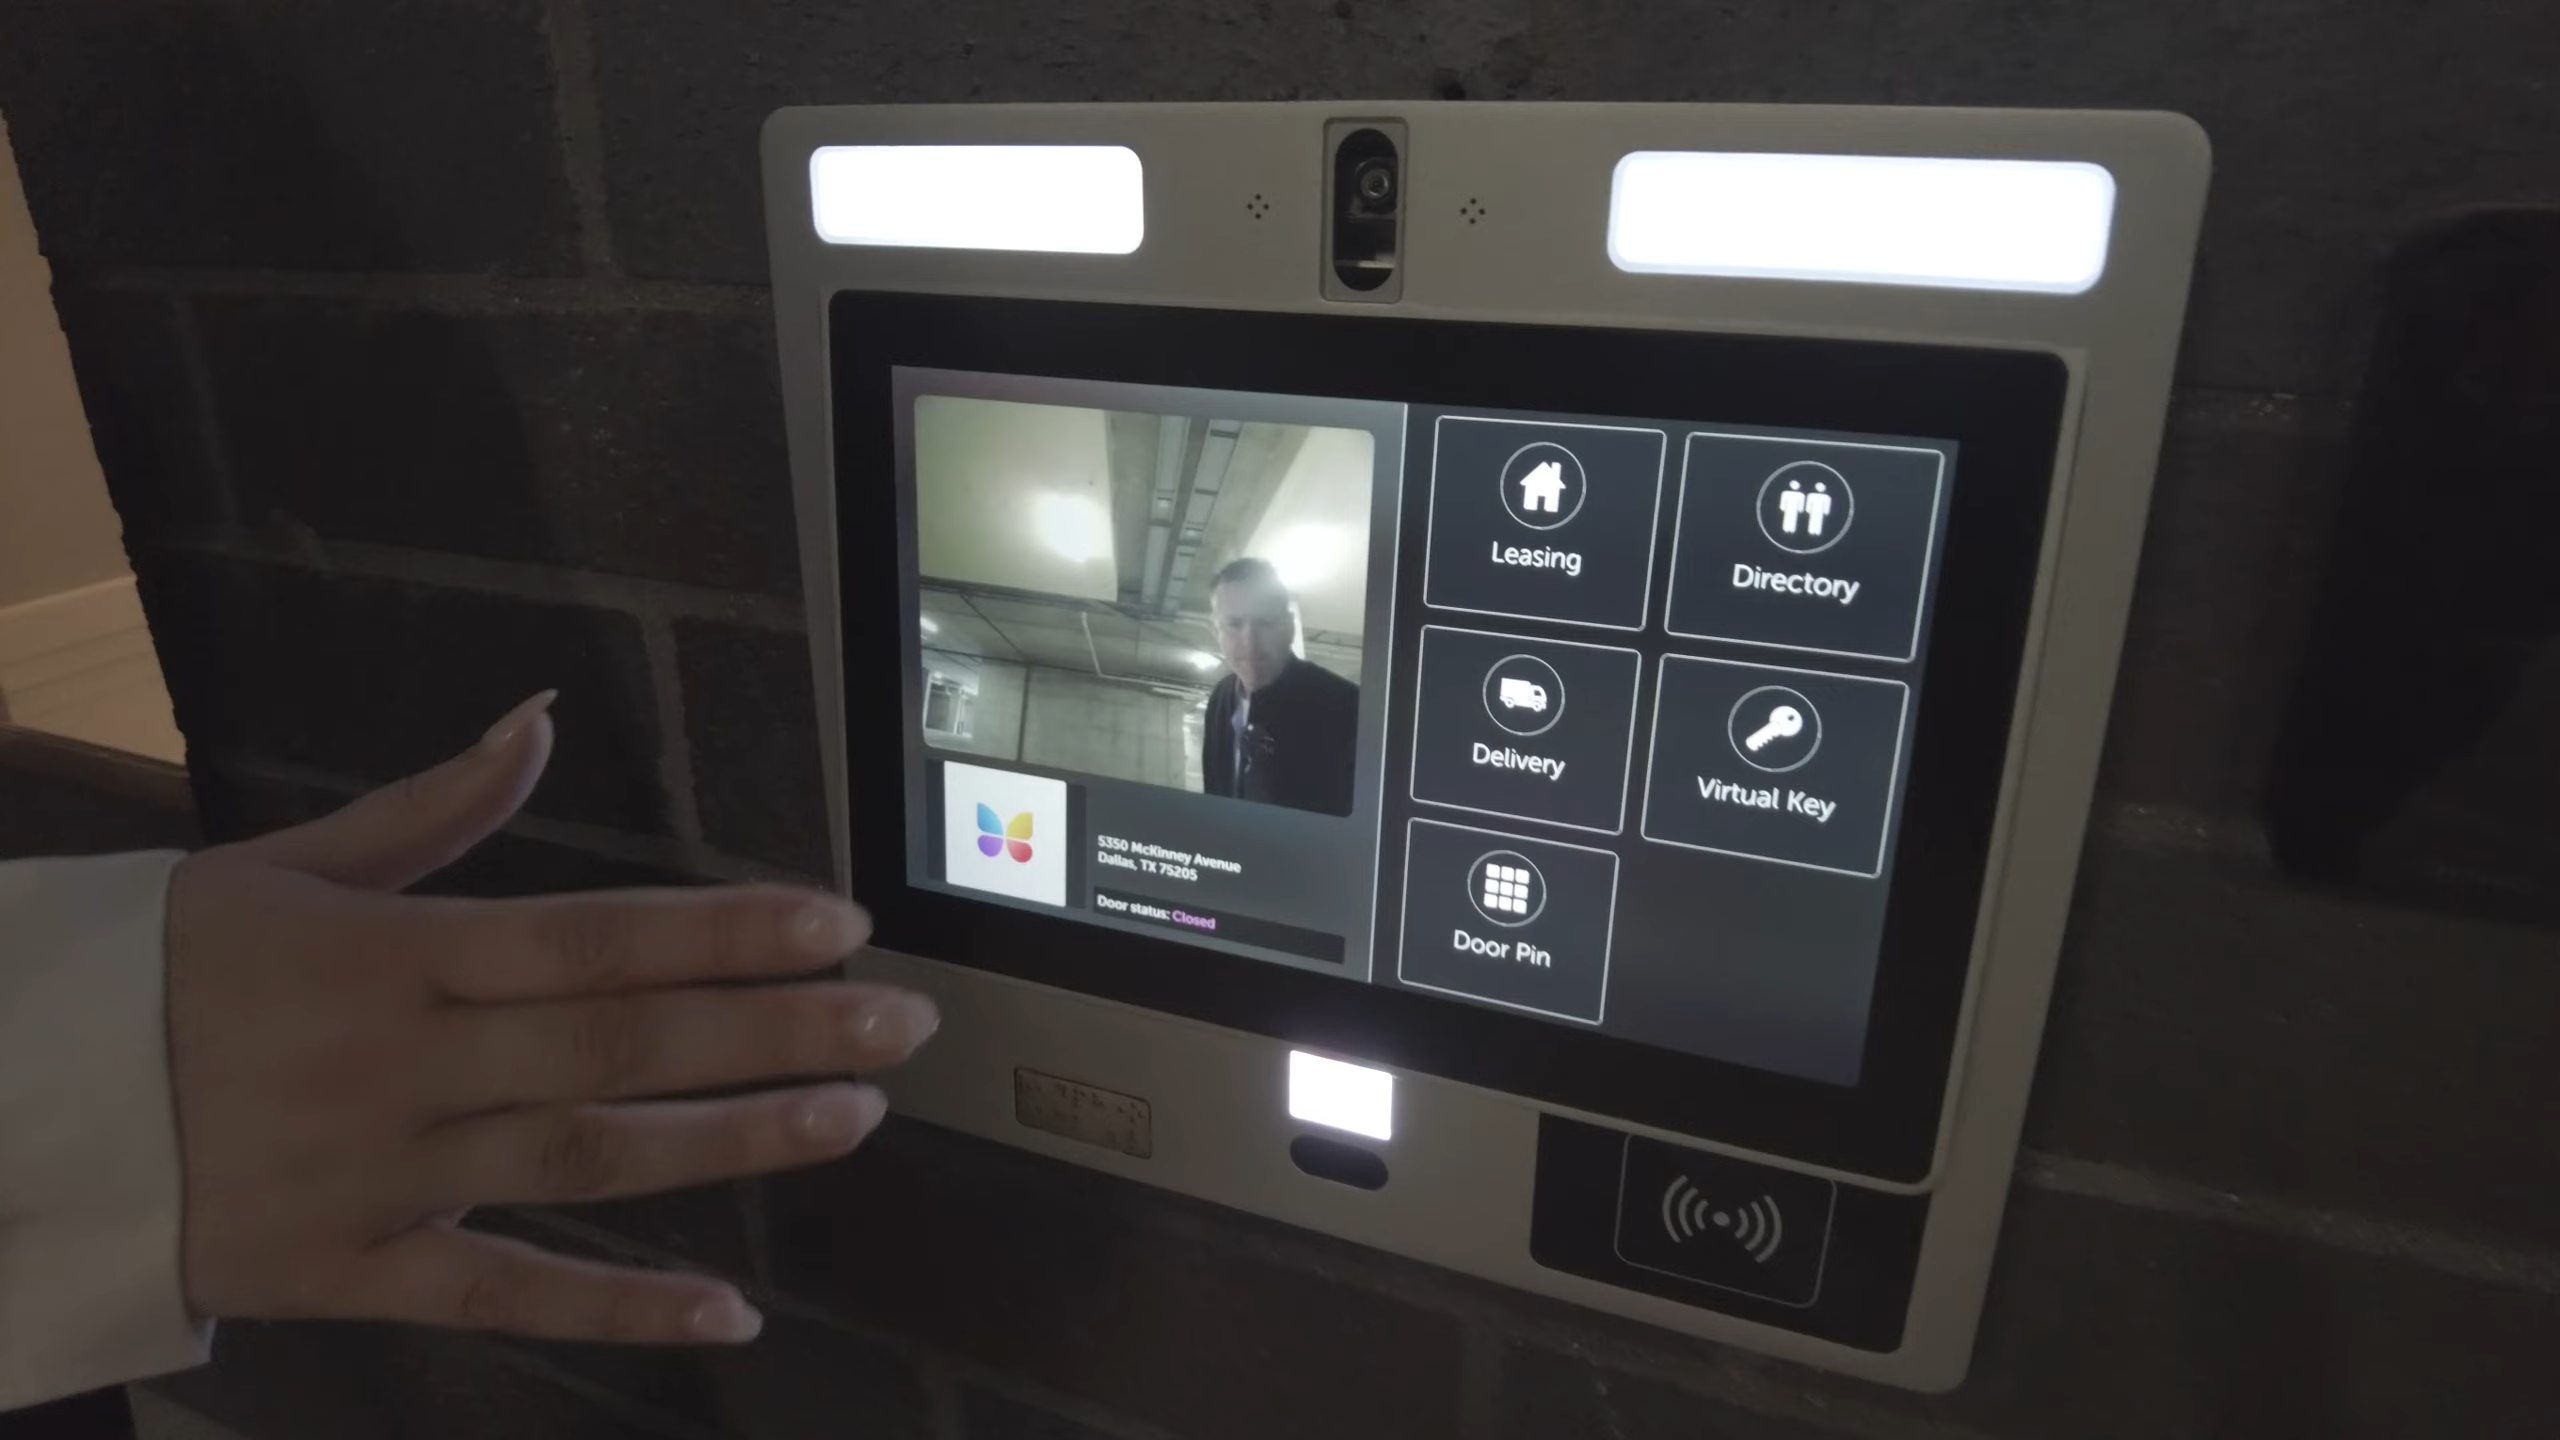 Leasing
Directory
Delivery
Virtual Key
Door Pin
5350 McKinney Avenue
Dallas, TX 75205
Door status: Closed